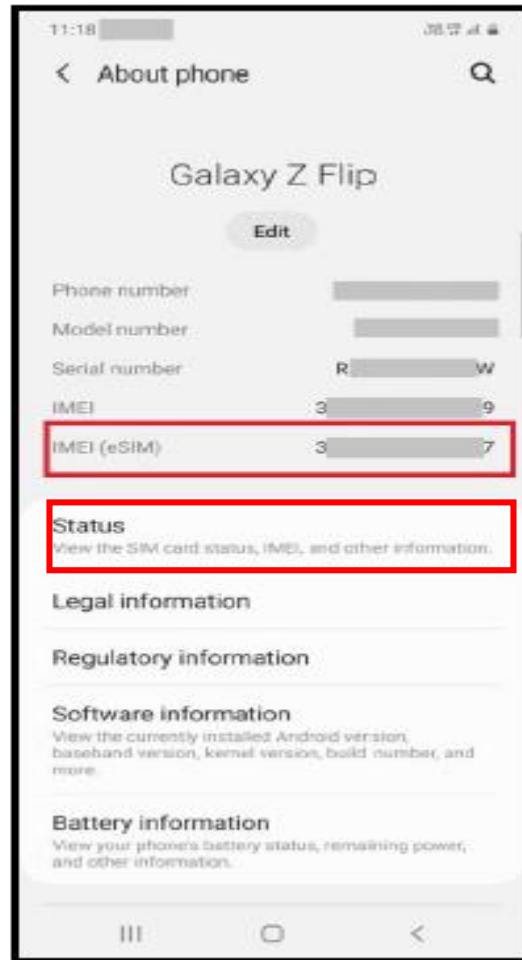 11:18
About phone
Galaxy Z Flip
Edit
Phone number
Model number
Serial number R W
IMEI 3 9
IMEI (eSIM) 3 7
Status
View the SIM card status, IMEI, and other information.
Legal information
Regulatory information
Software information
View the currently installed Android version,
baseband version, kernel version, build number, and
more.
Battery information
View your phone's battery status, remaining power,
and other information.